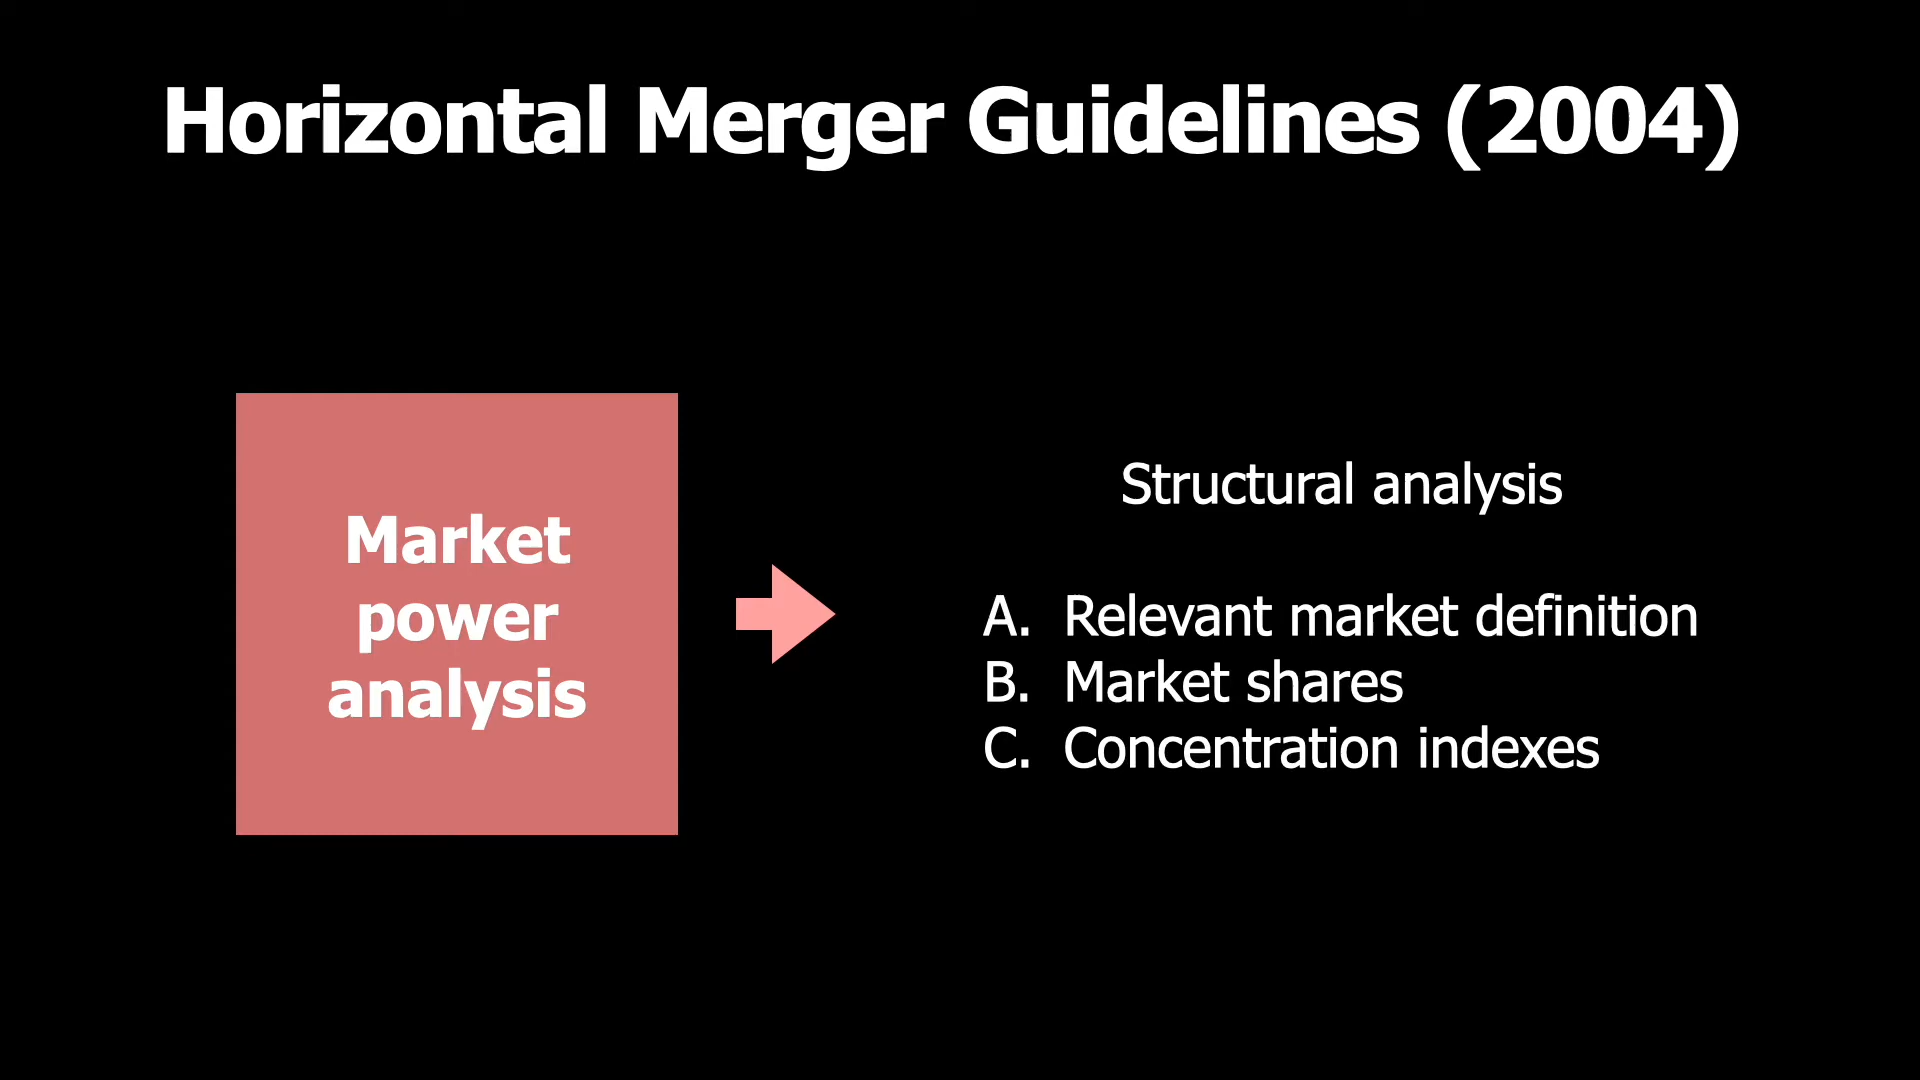 Horizontal Merger Guidelines (2004)
Market
power
analysis
Structural analysis
A. Relevant market definition
B. Market shares
C. Concentration indexes